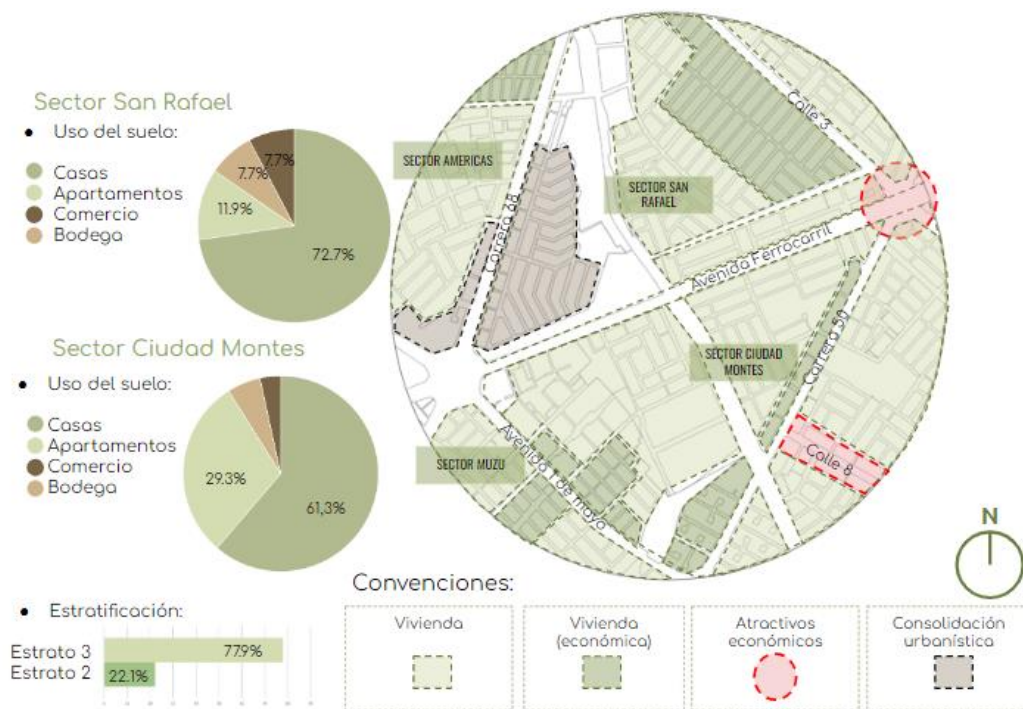 Sector San Rafael
● Uso del suelo:
Casas
Apartamentos
Comercio
Bodega
7.7%
7.7%
11.9%
72.7%
Sector Ciudad Montes
● Uso del suelo:
Casas
Apartamentos
Comercio
Bodega
29.3%
61,3%
● Estratificación:
Estrato 3
77.9%
Estrato 2
22.1%
SECTOR AMERICAS
SECTOR SAN
RAFAEL
Calle 3
Carrera 68
Avenida Ferrocarril
SECTOR CIUDAD
MONTES
Carrera 50
SECTOR MUZU
Avenida 1 de mayo
Calle 8
N
Convenciones:
Vivienda
Vivienda
(económica)
Atractivos
económicos
Consolidación
urbanística